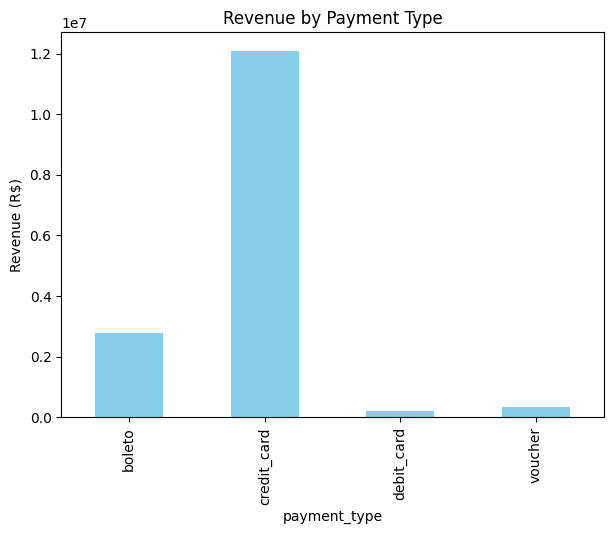 Revenue by Payment Type
1e7
1.2
1.0
0.8
0.6
0.4
0.2
0.0
Revenue (R$)
boleto
credit_card
debit_card
voucher
payment_type